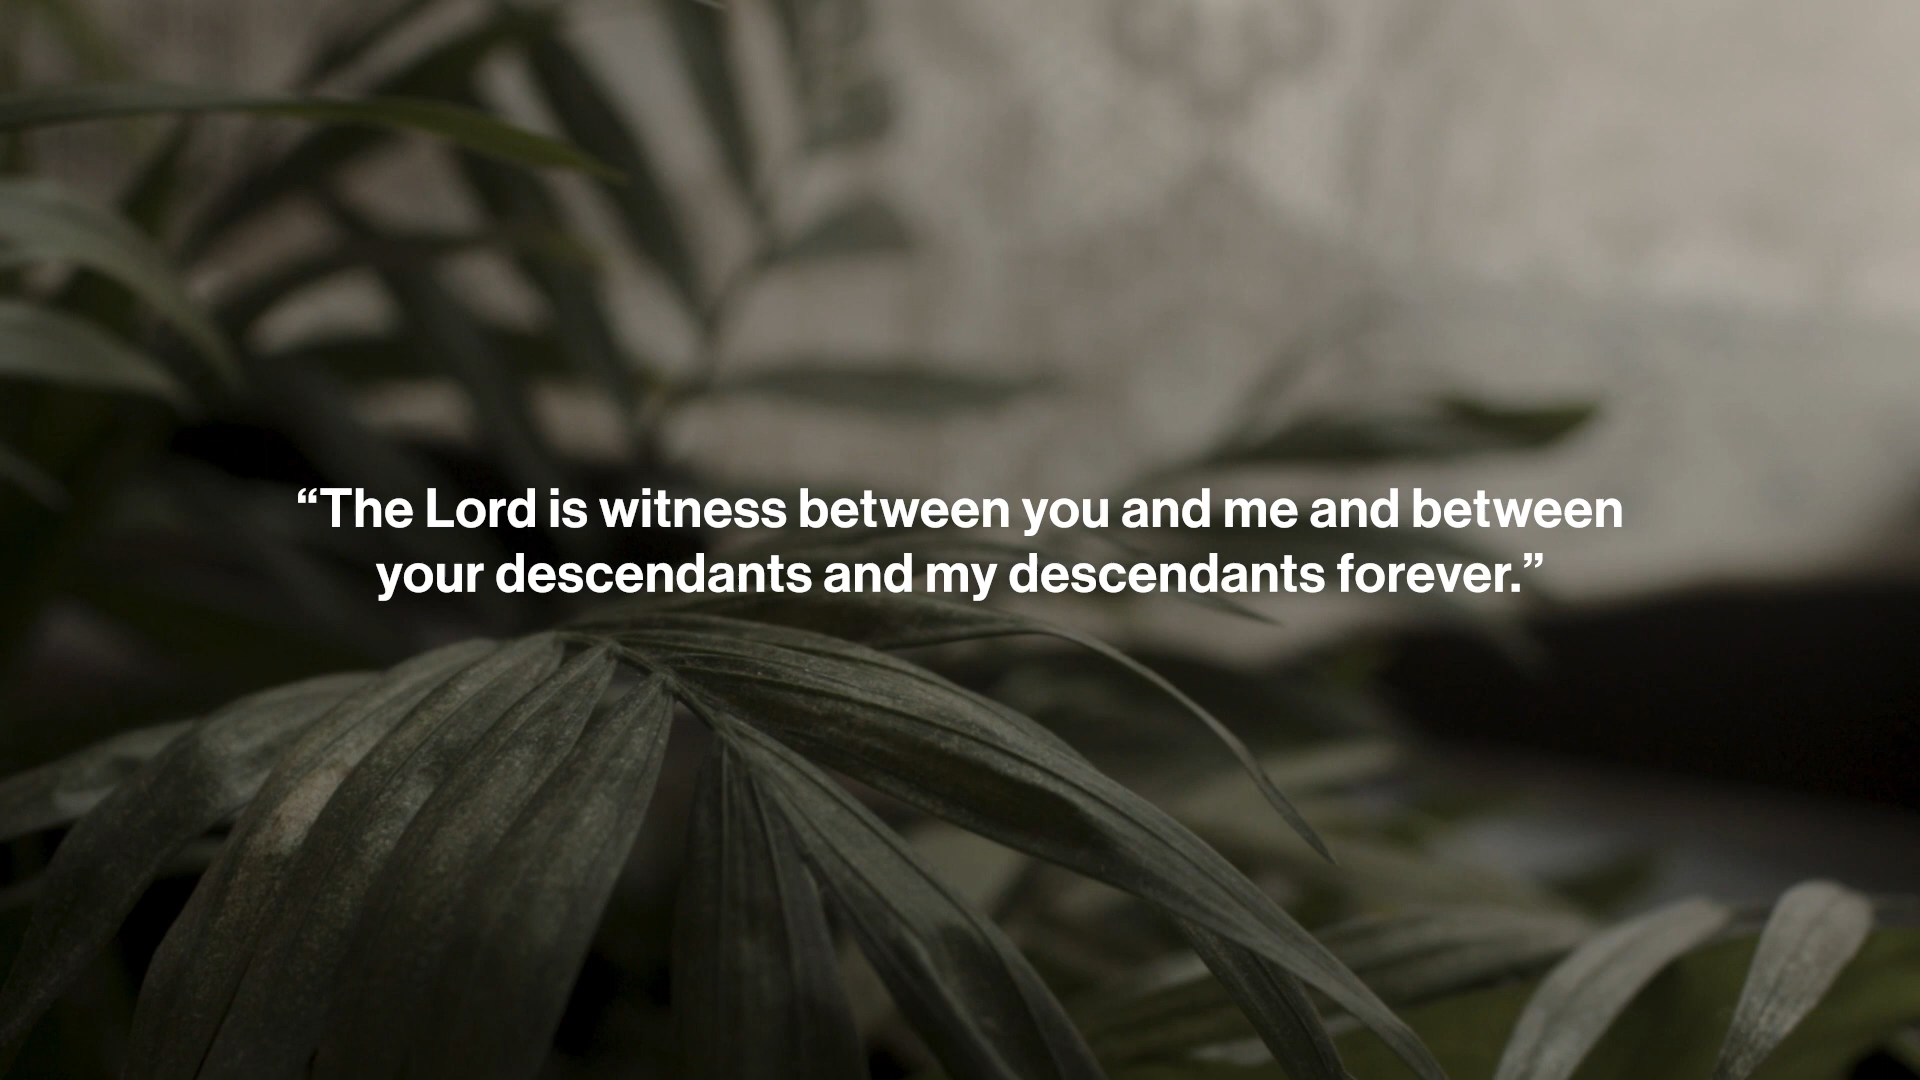 “The Lord is witness between you and me and between
your descendants and my descendants forever.”